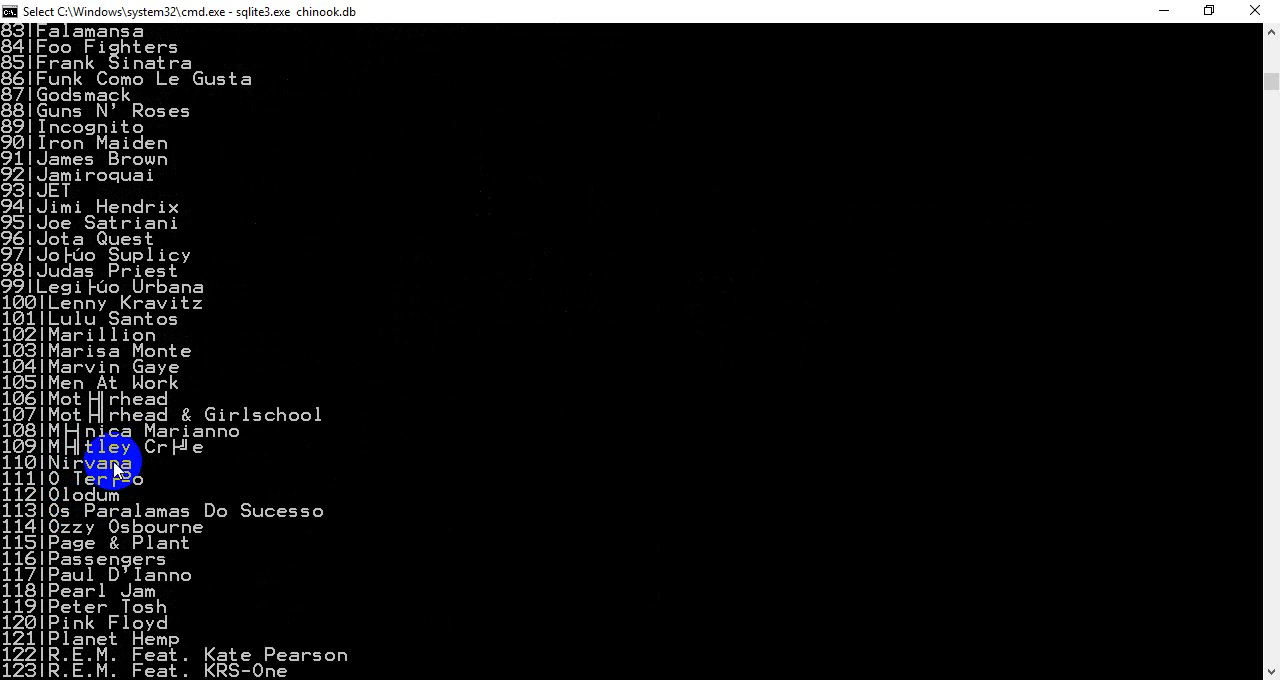 Select C:\Windows\system32\cmd.exe - sqlite3.exe chinook.db
83|Falamansa
84|Foo Fighters
85|Frank Sinatra
86|Funk Como Le Gusta
87|Godsmack
88|Guns N' Roses
89|Incognito
90|Iron Maiden
91|James Brown
92|Jamiroquai
93|JET
94|Jimi Hendrix
95|Joe Satriani
96|Jota Quest
97|Jo├úo Suplicy
98|Judas Priest
99|Legi├úo Urbana
100|Lenny Kravitz
101|Lulu Santos
102|Marillion
103|Marisa Monte
104|Marvin Gaye
105|Men At Work
106|Mot╟rhead
107|Mot╟rhead & Girlschool
108|M├nica Marianno
109|M╟tley Cr├╝e
110|Nirvana
111|O Ter├ºo
112|Olodum
113|Os Paralamas Do Sucesso
114|Ozzy Osbourne
115|Page & Plant
116|Passengers
117|Paul D'Ianno
118|Pearl Jam
119|Peter Tosh
120|Pink Floyd
121|Planet Hemp
122|R.E.M. Feat. Kate Pearson
123|R.E.M. Feat. KRS-One